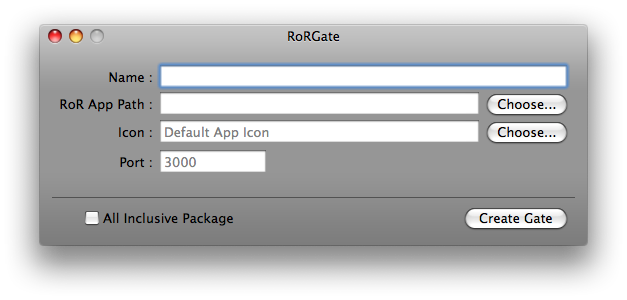 RoRGate
Name :
RoR App Path : Choose...
Icon : Default App Icon Choose...
Port : 3000
All Inclusive Package Create Gate